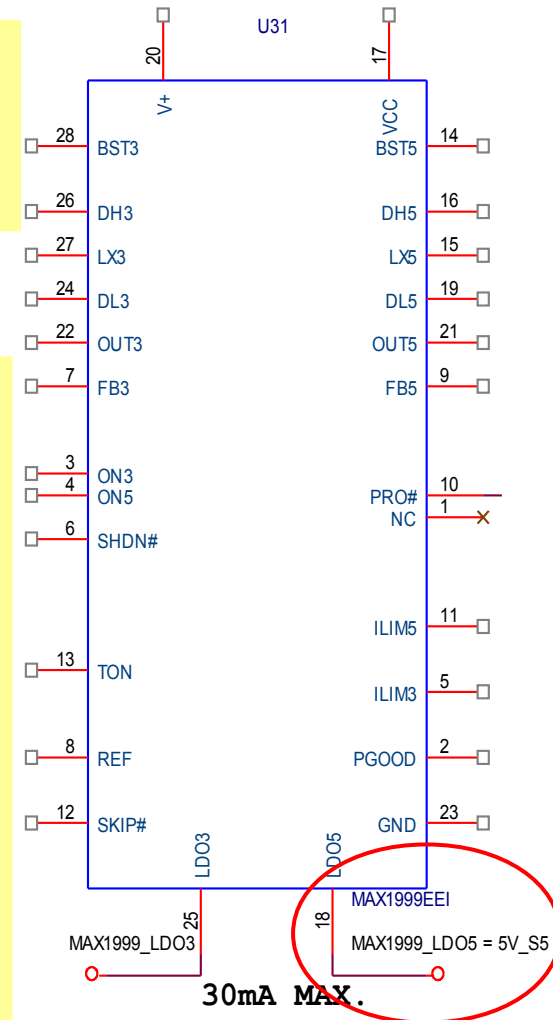 U31
20
17
V+
VCC
28 BST3 BST5 14
26 DH3 DH5 16
27 LX3 LX5 15
24 DL3 DL5 19
22 OUT3 OUT5 21
7 FB3 FB5 9
3 ON3
4 ON5 PRO# 10
NC 1
6 SHDN#
ILIM5 11
13 TON
ILIM3 5
8 REF PGOOD 2
12 SKIP# GND 23
LDO3 LDO5
MAX1999EEI
25 18
MAX1999_LDO3 MAX1999_LDO5 = 5V_S5
30mA MAX.